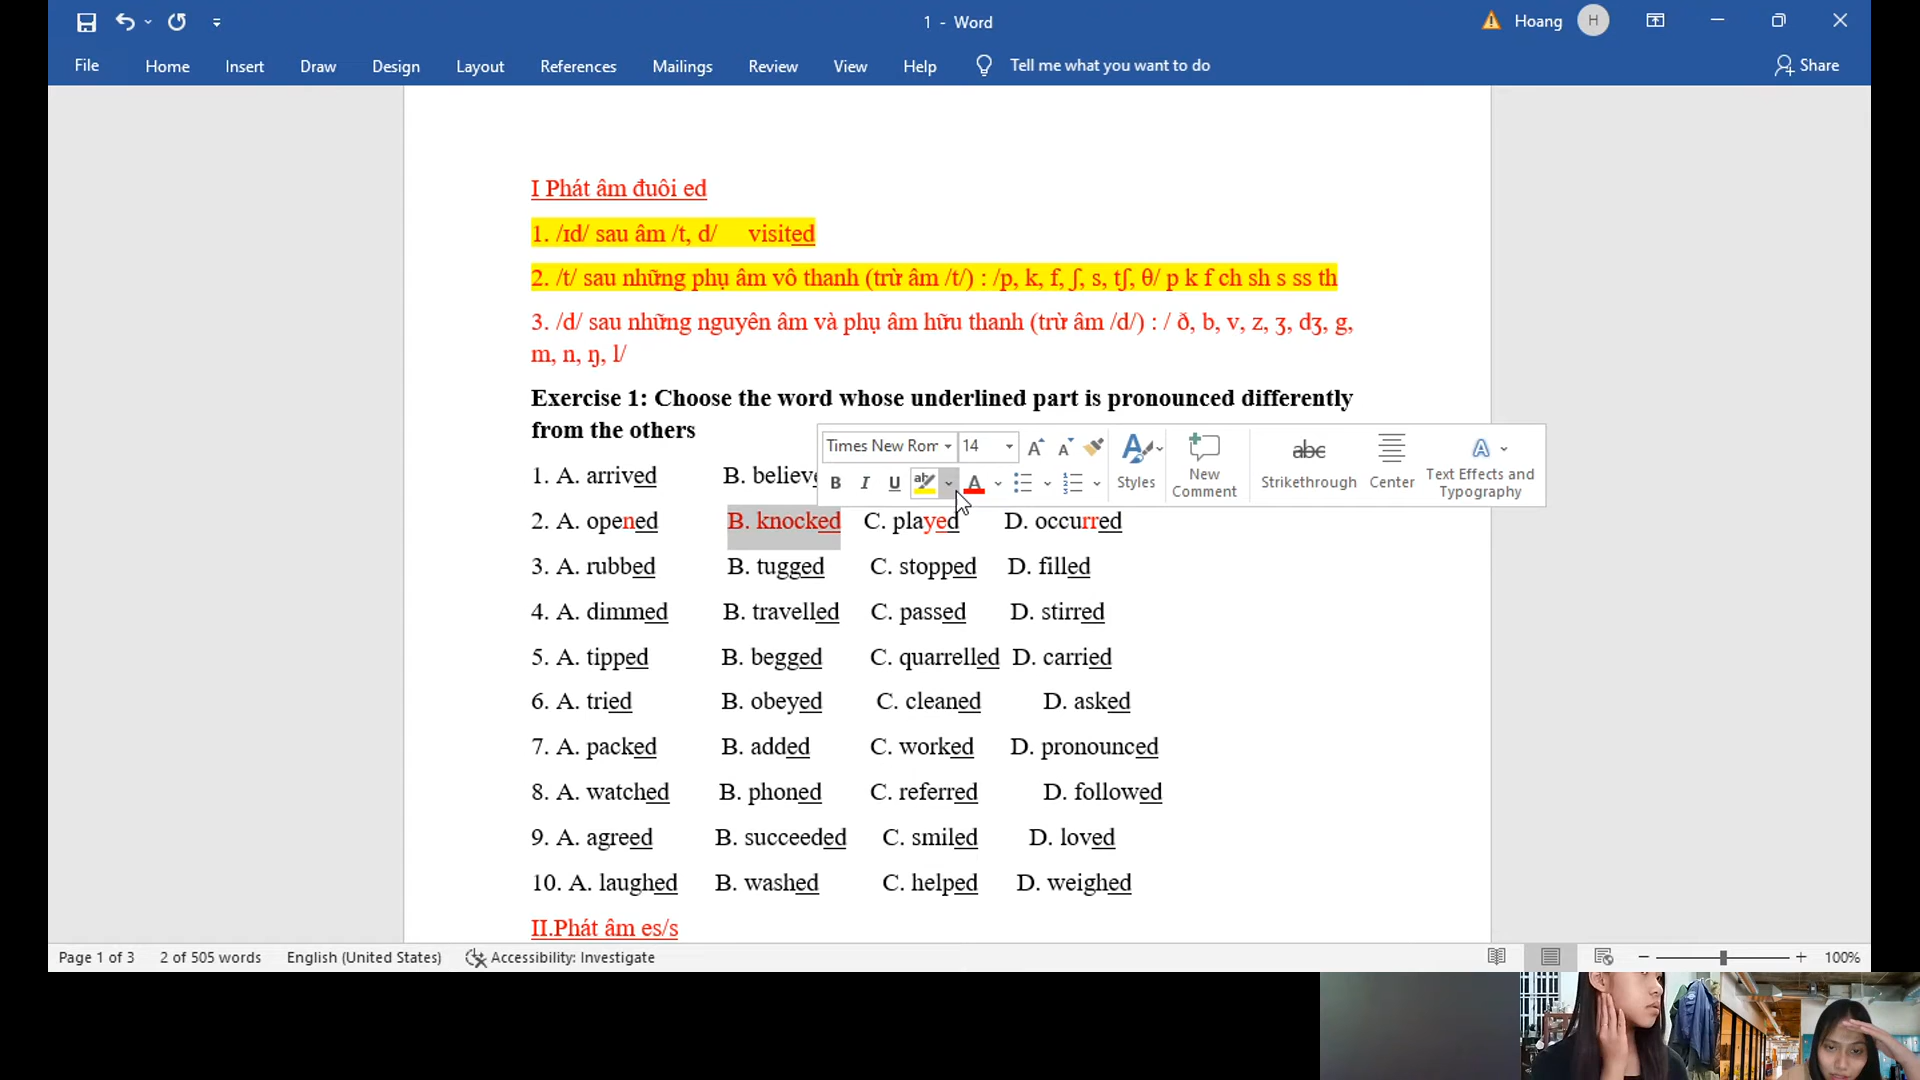 1 - Word
Hoang
H
File Home Insert Draw Design Layout References Mailings Review View Help Tell me what you want to do Share
I Phát âm đuôi ed
1. /ɪd/ sau âm /t, d/ visited
2. /t/ sau những phụ âm vô thanh (trừ âm /t/) : /p, k, f, ʃ, s, tʃ, θ/ p k f ch sh s ss th
3. /d/ sau những nguyên âm và phụ âm hữu thanh (trừ âm /d/) : / ð, b, v, z, ʒ, dʒ, g,
m, n, ŋ, l/
Exercise 1: Choose the word whose underlined part is pronounced differently
from the others
Times New Rom 14
Styles
New
Comment
Strikethrough
Center
Text Effects and
Typography
1. A. arrived B. believe
2. A. opened B. knocked C. played D. occurred
3. A. rubbed B. tugged C. stopped D. filled
4. A. dimmed B. travelled C. passed D. stirred
5. A. tipped B. begged C. quarrelled D. carried
6. A. tried B. obeyed C. cleaned D. asked
7. A. packed B. added C. worked D. pronounced
8. A. watched B. phoned C. referred D. followed
9. A. agreed B. succeeded C. smiled D. loved
10. A. laughed B. washed C. helped D. weighed
II.Phát âm es/s
Page 1 of 3 2 of 505 words English (United States) Accessibility: Investigate 100%